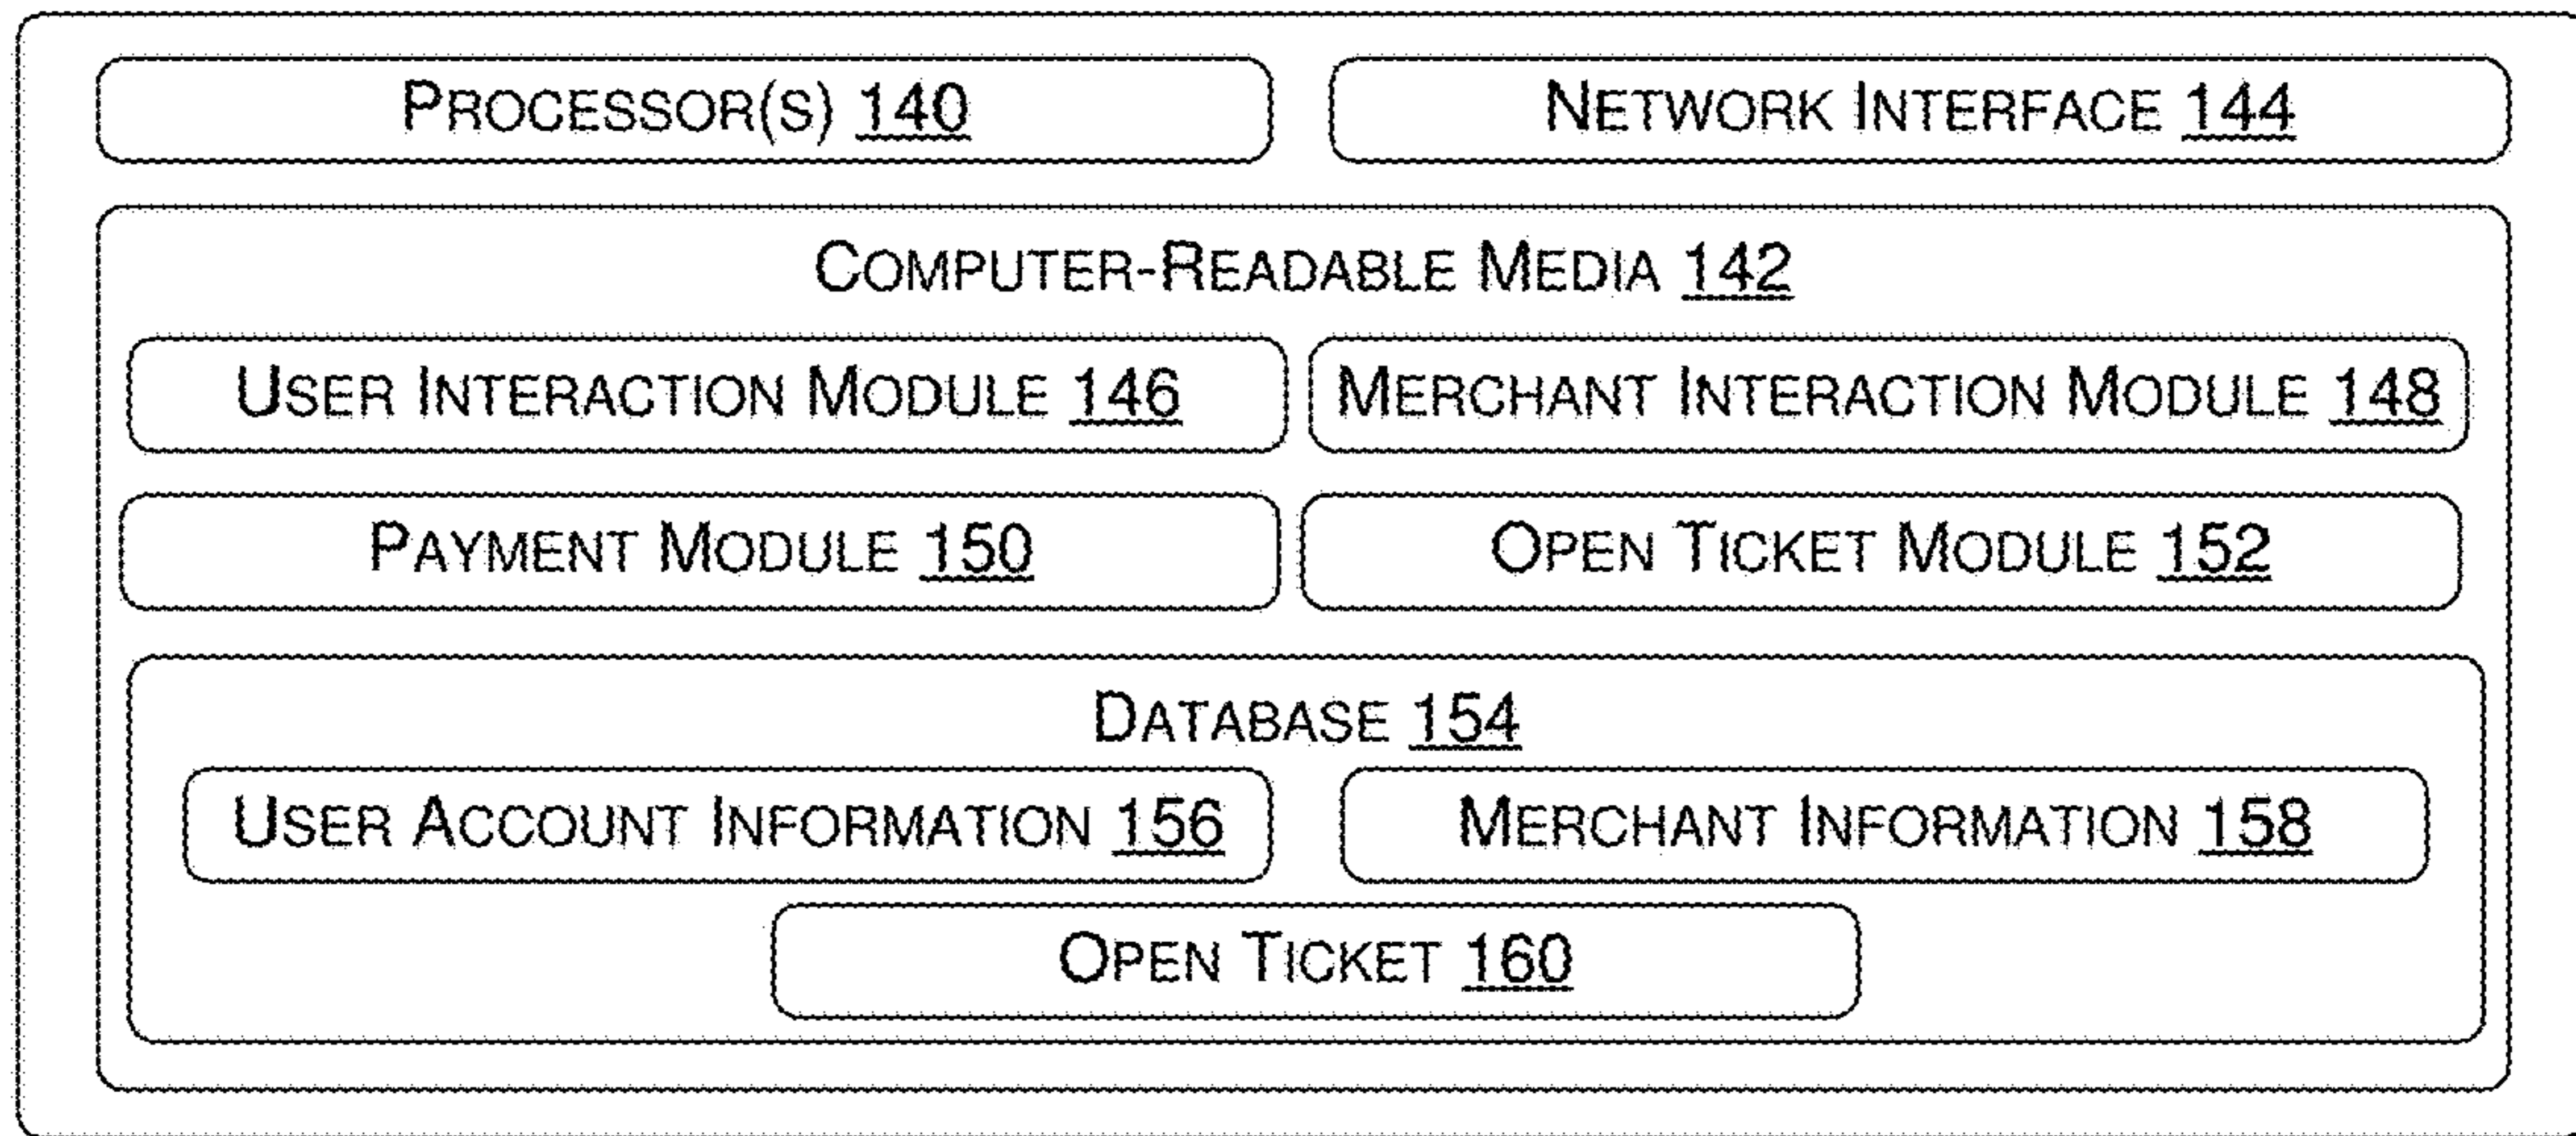 PROCESSOR(S) 140
NETWORK INTERFACE 144
COMPUTER-READABLE MEDIA 142
USER INTERACTION MODULE 146
MERCHANT INTERACTION MODULE 148
PAYMENT MODULE 150
OPEN TICKET MODULE 152
DATABASE 154
USER ACCOUNT INFORMATION 156
MERCHANT INFORMATION 158
OPEN TICKET 160